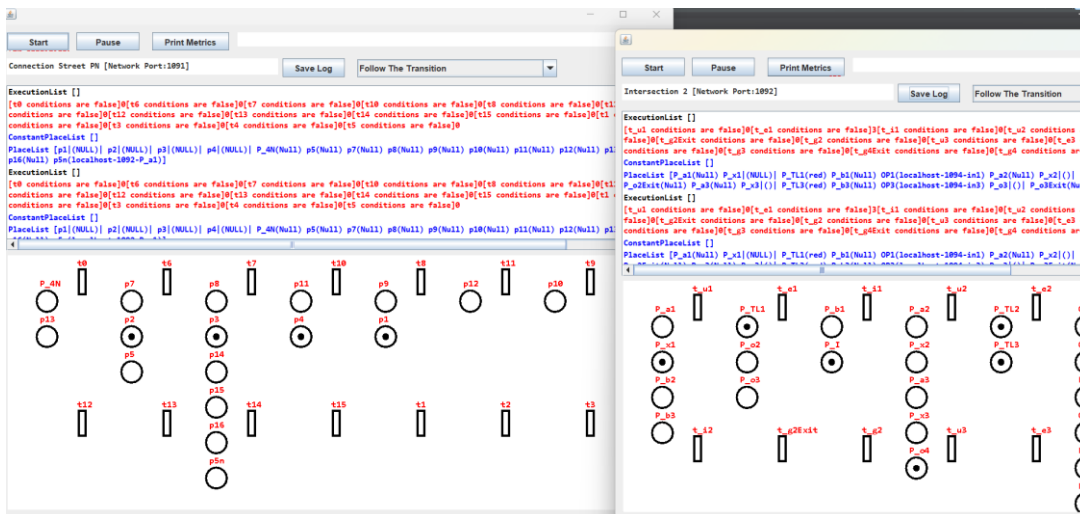 Start Pause Print Metrics
Connection Street PN [Network Port:1091] Save Log Follow The Transition
ExecutionList []
[t0 conditions are false]0[t6 conditions are false]0[t7 conditions are false]0[t10 conditions are false]0[t8 conditions are false]0[t1
conditions are false]0[t12 conditions are false]0[t13 conditions are false]0[t14 conditions are false]0[t15 conditions are false]0[t1
conditions are false]0[t3 conditions are false]0[t4 conditions are false]0[t5 conditions are false]0
ConstantPlaceList []
PlaceList [p1|(NULL)| p2|(NULL)| p3|(NULL)| p4|(NULL)| P_4N(Null) p5(Null) p7(Null) p8(Null) p9(Null) p10(Null) p11(Null) p12(Null)
p16(Null) p5n(localhost-1092-P_a1)]
ExecutionList []
[t0 conditions are false]0[t6 conditions are false]0[t7 conditions are false]0[t10 conditions are false]0[t8 conditions are false]0[t1
conditions are false]0[t12 conditions are false]0[t13 conditions are false]0[t14 conditions are false]0[t15 conditions are false]0[t1
conditions are false]0[t3 conditions are false]0[t4 conditions are false]0[t5 conditions are false]0
ConstantPlaceList []
PlaceList [p1|(NULL)| p2|(NULL)| p3|(NULL)| p4|(NULL)| P_4N(Null) p5(Null) p7(Null) p8(Null) p9(Null) p10(Null) p11(Null) p12(Null)
t0 t6 t7 t10 t8 t11 t9
P_4N p7 p8 p11 p9 p12 p10
p13 p2 p3 p4 p1
p5 p14
p15
t12 t13 t14 t15 t1 t2 t3
p16
p5n
Start Pause Print Metrics
Intersection 2 [Network Port:1092] Save Log Follow The Transition
ExecutionList []
[t_u1 conditions are false]0[t_e1 conditions are false]3[t_i1 conditions are false]0[t_u2 conditions
false]0[t_g2Exit conditions are false]0[t_g2 conditions are false]0[t_u3 conditions are false]0[t_e3
conditions are false]0[t_g3 conditions are false]0[t_g4Exit conditions are false]0[t_g4 conditions are
ConstantPlaceList []
PlaceList [P_a1(Null) P_x1|(NULL)| P_TL1(red) P_b1(Null) OP1(localhost-1094-in1) P_a2(Null) P_x2|()|
P_o2Exit(Null) P_a3(Null) P_x3|()| P_TL3(red) P_b3(Null) OP3(localhost-1094-in3) P_o3|()| P_o3Exit
ExecutionList []
[t_u1 conditions are false]0[t_e1 conditions are false]3[t_i1 conditions are false]0[t_u2 conditions
false]0[t_g2Exit conditions are false]0[t_g2 conditions are false]0[t_u3 conditions are false]0[t_e3
conditions are false]0[t_g3 conditions are false]0[t_g4Exit conditions are false]0[t_g4 conditions are
ConstantPlaceList []
PlaceList [P_a1(Null) P_x1|(NULL)| P_TL1(red) P_b1(Null) OP1(localhost-1094-in1) P_a2(Null) P_x2|()|
t_u1 t_e1 t_i1 t_u2 t_e2
P_a1 P_TL1 P_b1 P_a2 P_TL2
P_x1 P_o2 P_I P_x2 P_TL3
P_b2 P_o3 P_a3
P_b3 P_x3
t_i2 t_g2Exit t_g2 t_u3 t_e3
P_o4